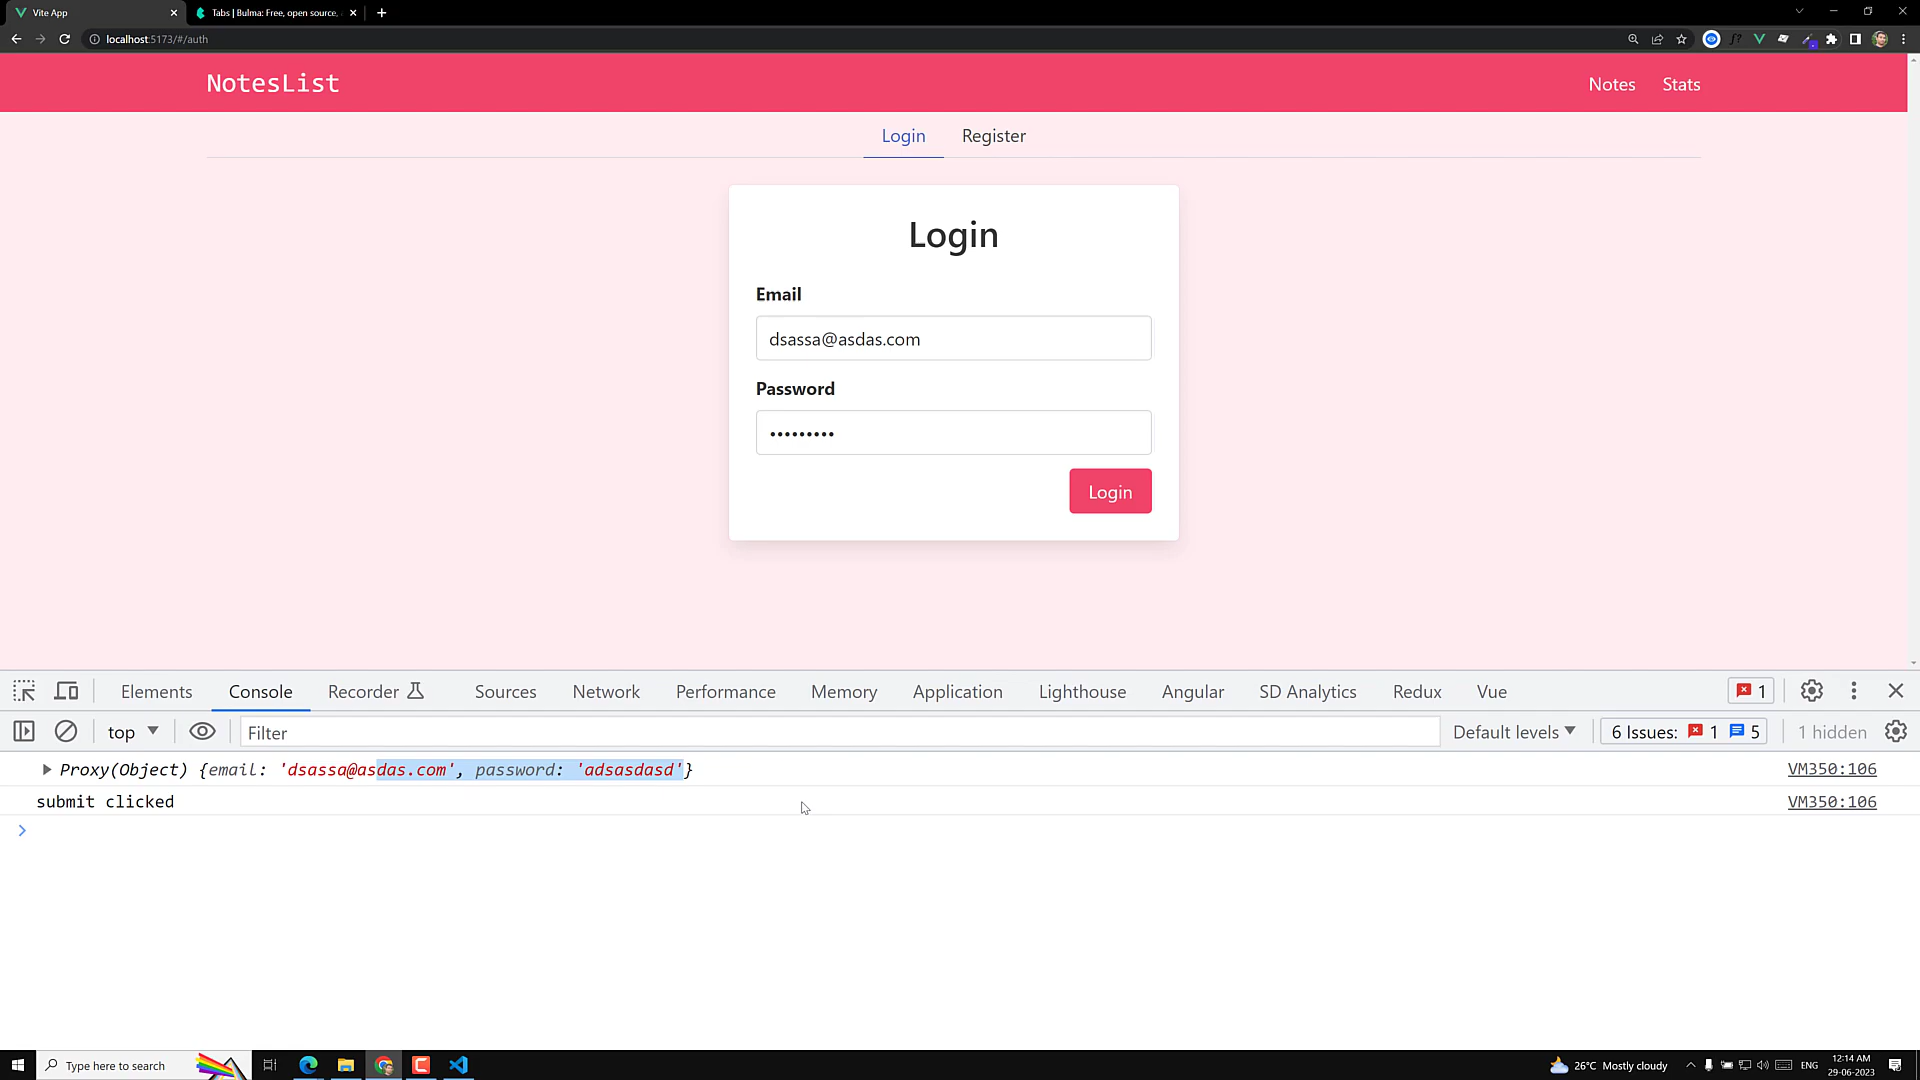 Vite App
Tabs | Bulma: Free, open source,
localhost:5173/#/auth
NotesList
Notes
Stats
Login
Register
Login
Email
dsassa@asdas.com
Password
•••••••••
Login
Elements
Console
Recorder
Sources
Network
Performance
Memory
Application
Lighthouse
Angular
SD Analytics
Redux
Vue
1
top
Filter
Default levels
6 Issues: 1 5
1 hidden
Proxy(Object) {email: 'dsassa@asdas.com', password: 'adsasdasd'}
VM350:106
submit clicked
VM350:106
Type here to search
26°C Mostly cloudy
ENG
12:14 AM
29-06-2023